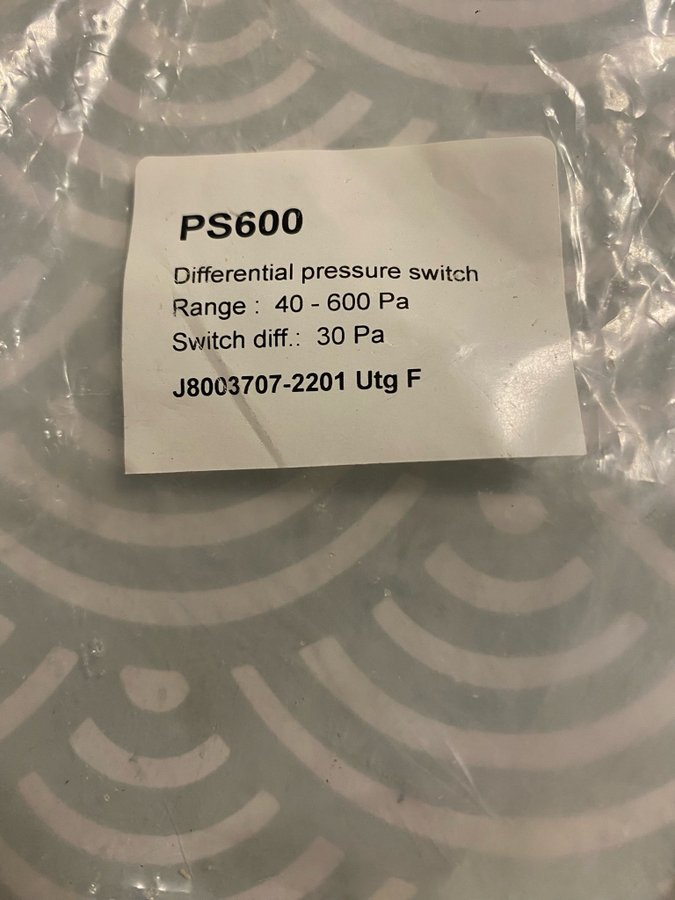 PS600
Differential pressure switch
Range : 40 - 600 Pa
Switch diff.: 30 Pa
J8003707-2201 Utg F